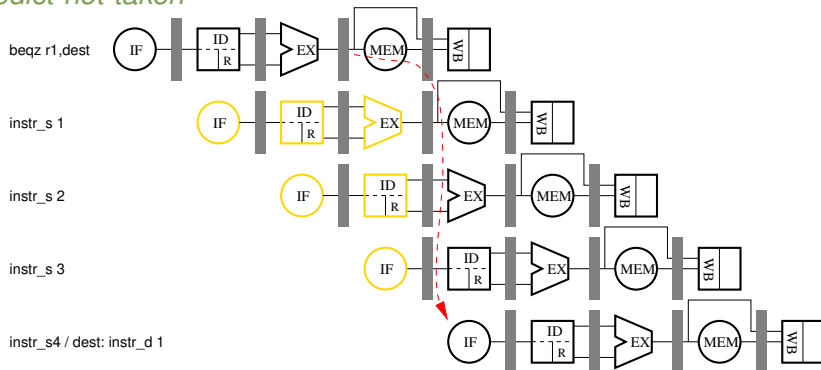 edict not taken
beqz r1,dest IF ID R EX MEM WB
instr_s 1 IF ID R EX MEM WB
instr_s 2 IF ID R EX MEM WB
instr_s 3 IF ID R EX MEM WB
instr_s4 / dest: instr_d 1 IF ID R EX MEM WB